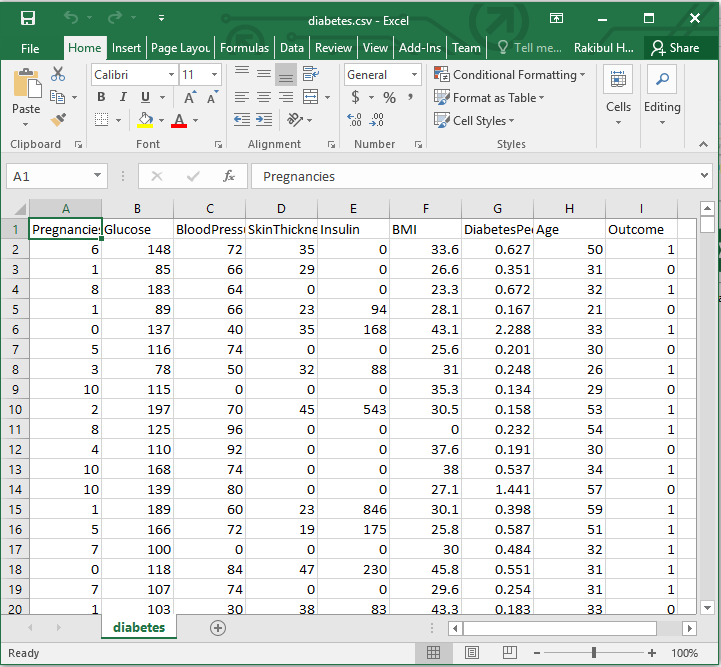 diabetes.csv - Excel
File Home Insert Page Layou Formulas Data Review View Add-Ins Team Tell me... Rakibul H... Share
Calibri 11 General Conditional Formatting
Paste B I U A A $ % , Format as Table Cells Editing
A .00 .00 Cell Styles
Clipboard Font Alignment Number Styles
A1 fx Pregnancies
A B C D E F G H I
1 Pregnancies Glucose BloodPressu SkinThickne Insulin BMI DiabetesPe Age Outcome
2 6 148 72 35 0 33.6 0.627 50 1
3 1 85 66 29 0 26.6 0.351 31 0
4 8 183 64 0 0 23.3 0.672 32 1
5 1 89 66 23 94 28.1 0.167 21 0
6 0 137 40 35 168 43.1 2.288 33 1
7 5 116 74 0 0 25.6 0.201 30 0
8 3 78 50 32 88 31 0.248 26 1
9 10 115 0 0 0 35.3 0.134 29 0
10 2 197 70 45 543 30.5 0.158 53 1
11 8 125 96 0 0 0 0.232 54 1
12 4 110 92 0 0 37.6 0.191 30 0
13 10 168 74 0 0 38 0.537 34 1
14 10 139 80 0 0 27.1 1.441 57 0
15 1 189 60 23 846 30.1 0.398 59 1
16 5 166 72 19 175 25.8 0.587 51 1
17 7 100 0 0 0 30 0.484 32 1
18 0 118 84 47 230 45.8 0.551 31 1
19 7 107 74 0 0 29.6 0.254 31 1
20 1 103 30 38 83 43.3 0.183 33 0
diabetes
Ready 100%